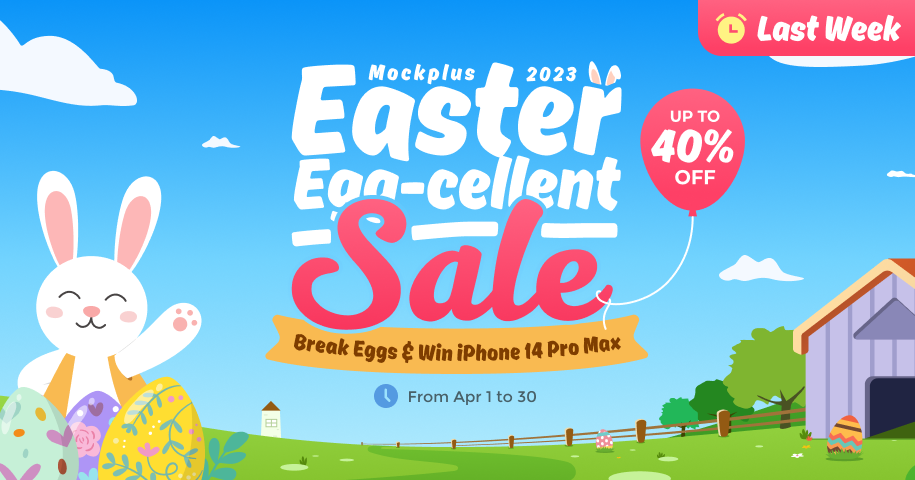 Last Week
Mockplus 2023
Easter
Egg-cellent
Sale
UP TO
40%
OFF
Break Eggs & Win iPhone 14 Pro Max
From Apr 1 to 30